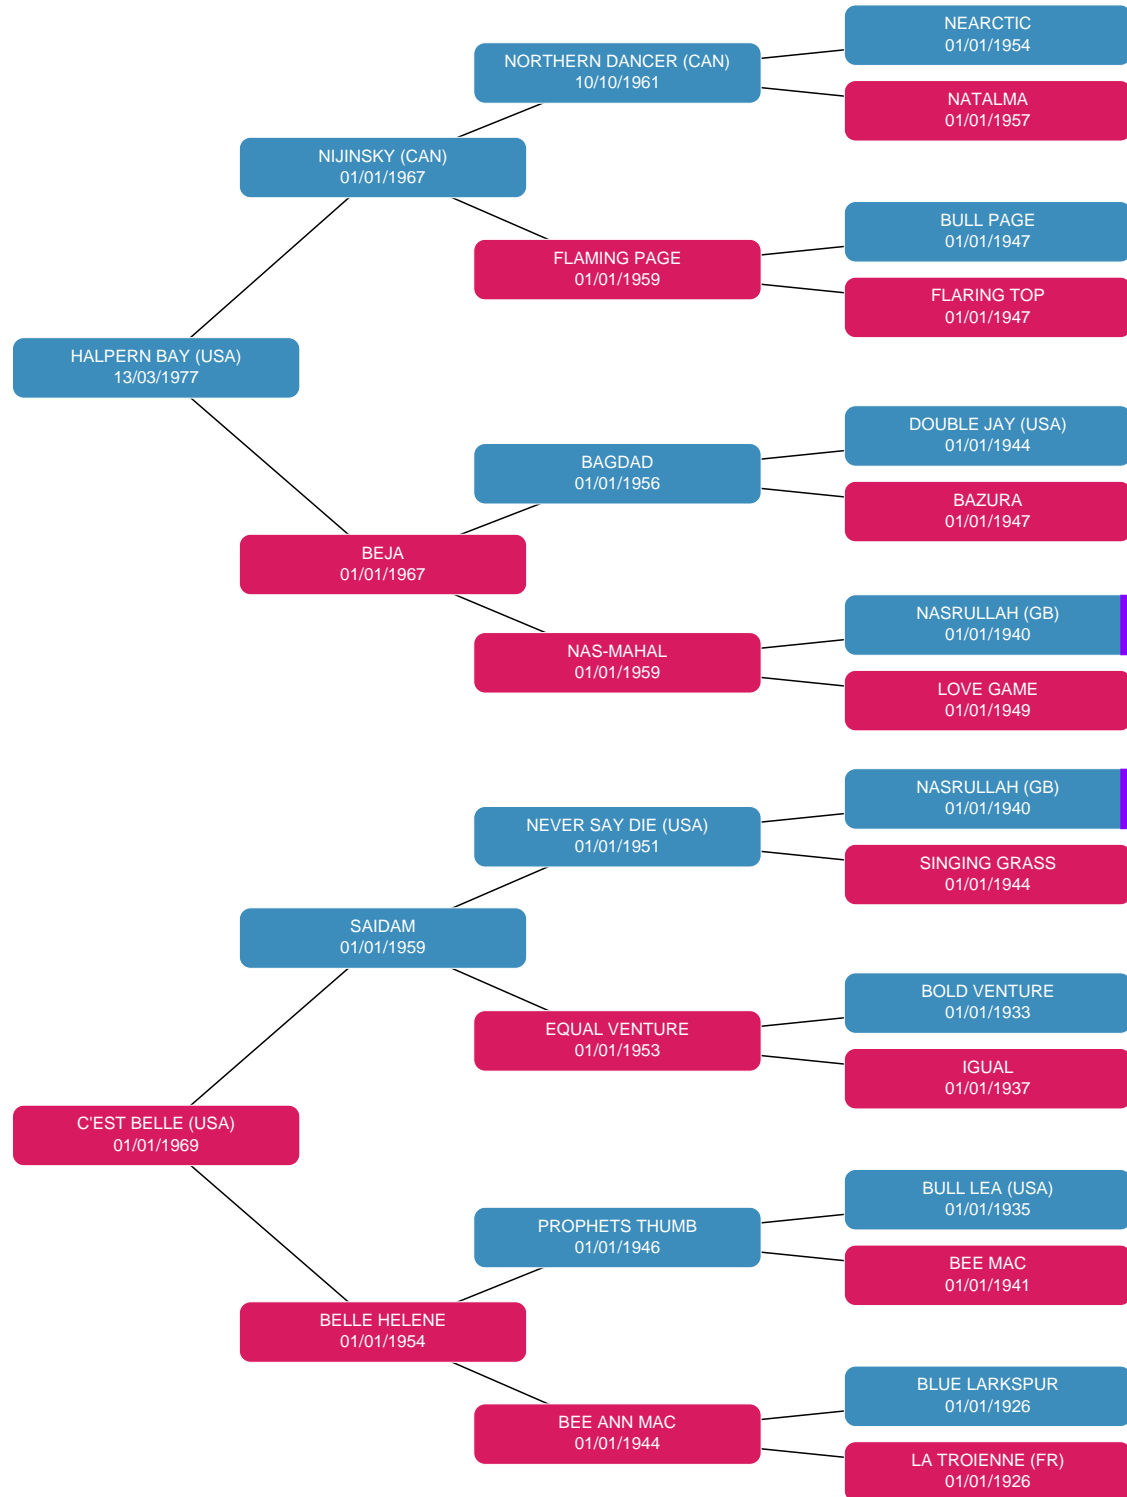 NEARCTIC
01/01/1954
NORTHERN DANCER (CAN)
10/10/1961
NATALMA
01/01/1957
NIJINSKY (CAN)
01/01/1967
BULL PAGE
01/01/1947
FLAMING PAGE
01/01/1959
FLARING TOP
01/01/1947
HALPERN BAY (USA)
13/03/1977
DOUBLE JAY (USA)
01/01/1944
BAGDAD
01/01/1956
BAZURA
01/01/1947
BEJA
01/01/1967
NASRULLAH (GB)
01/01/1940
NAS-MAHAL
01/01/1959
LOVE GAME
01/01/1949
NASRULLAH (GB)
01/01/1940
NEVER SAY DIE (USA)
01/01/1951
SINGING GRASS
01/01/1944
SAIDAM
01/01/1959
BOLD VENTURE
01/01/1933
EQUAL VENTURE
01/01/1953
IGUAL
01/01/1937
C'EST BELLE (USA)
01/01/1969
BULL LEA (USA)
01/01/1935
PROPHETS THUMB
01/01/1946
BEE MAC
01/01/1941
BELLE HELENE
01/01/1954
BLUE LARKSPUR
01/01/1926
BEE ANN MAC
01/01/1944
LA TROIENNE (FR)
01/01/1926